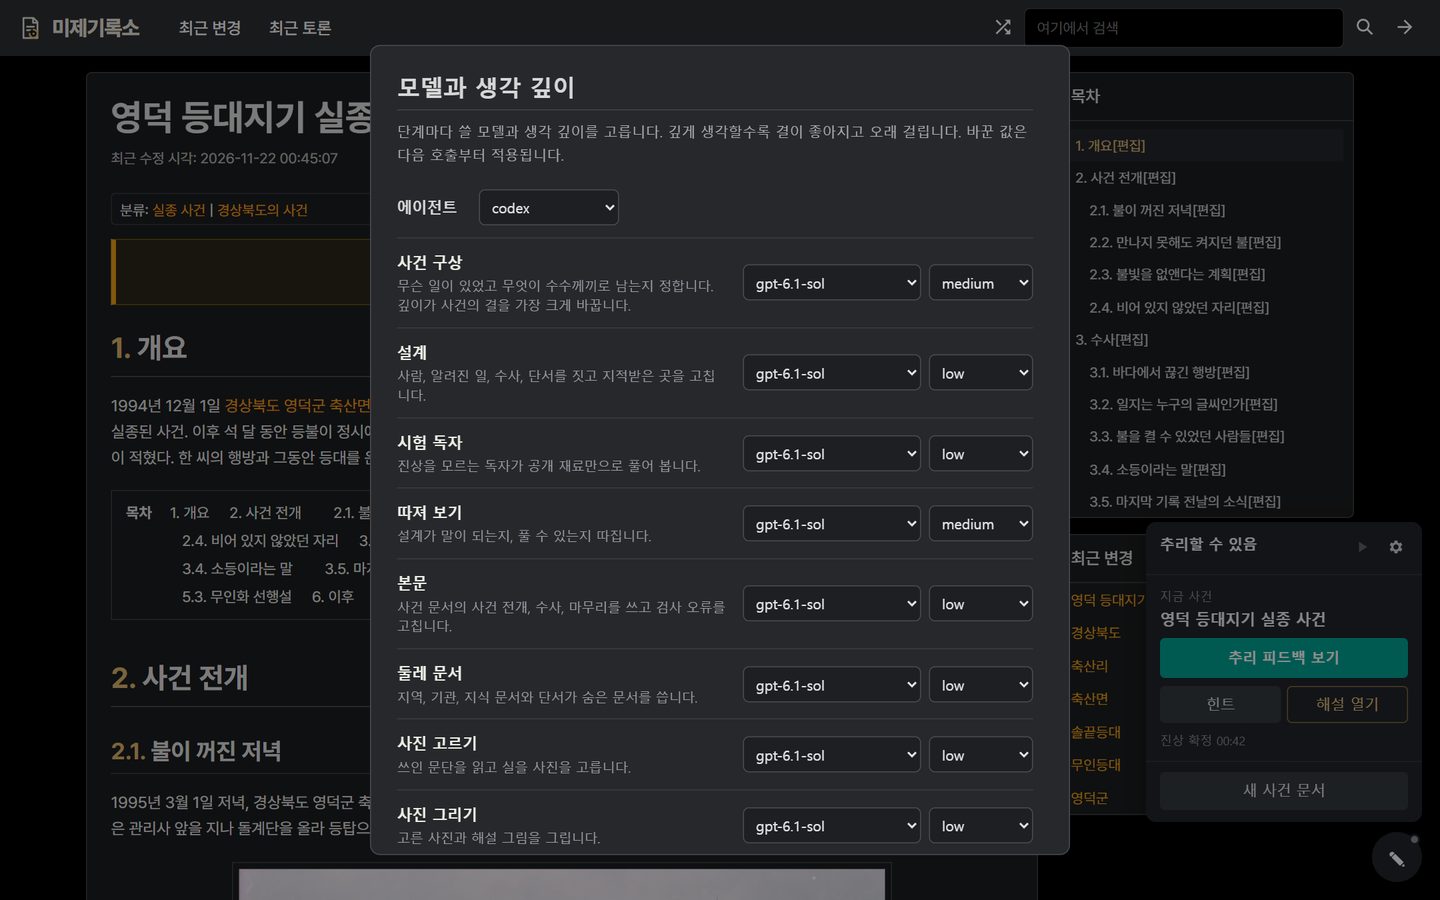 미제기록소 최근 변경 최근 토론 여기에서 검색
영덕 등대지기 실종
최근 수정 시각: 2026-11-22 00:45:07
분류: 실종 사건 | 경상북도의 사건
1. 개요
1994년 12월 1일 경상북도 영덕군 축산면
실종된 사건. 이후 석 달 동안 등불이 정시에
이 적혔다. 한 씨의 행방과 그동안 등대를 운
목차 1. 개요 2. 사건 전개 2.1. 불
2.4. 비어 있지 않았던 자리 3.
3.4. 소등이라는 말 3.5. 마지
5.3. 무인화 선행설 6. 이후
2. 사건 전개
2.1. 불이 꺼진 저녁
1995년 3월 1일 저녁, 경상북도 영덕군 축
은 관리사 앞을 지나 돌계단을 올라 등탑으
모델과 생각 깊이
단계마다 쓸 모델과 생각 깊이를 고릅니다. 깊게 생각할수록 결이 좋아지고 오래 걸립니다. 바꾼 값은
다음 호출부터 적용됩니다.
에이전트 codex
사건 구상
무슨 일이 있었고 무엇이 수수께끼로 남는지 정합니다.
깊이가 사건의 결을 가장 크게 바꿉니다.
gpt-6.1-sol medium
설계
사람, 알려진 일, 수사, 단서를 짓고 지적받은 곳을 고칩
니다.
gpt-6.1-sol low
시험 독자
진상을 모르는 독자가 공개 재료만으로 풀어 봅니다.
gpt-6.1-sol low
따져 보기
설계가 말이 되는지, 풀 수 있는지 따집니다.
gpt-6.1-sol medium
본문
사건 문서의 사건 전개, 수사, 마무리를 쓰고 검사 오류를
고칩니다.
gpt-6.1-sol low
둘레 문서
지역, 기관, 지식 문서와 단서가 숨은 문서를 씁니다.
gpt-6.1-sol low
사진 고르기
쓰인 문단을 읽고 실을 사진을 고릅니다.
gpt-6.1-sol low
사진 그리기
고른 사진과 해설 그림을 그립니다.
gpt-6.1-sol low
목차
1. 개요[편집]
2. 사건 전개[편집]
2.1. 불이 꺼진 저녁[편집]
2.2. 만나지 못해도 켜지던 불[편집]
2.3. 불빛을 없앤다는 계획[편집]
2.4. 비어 있지 않았던 자리[편집]
3. 수사[편집]
3.1. 바다에서 끊긴 행방[편집]
3.2. 일지는 누구의 글씨인가[편집]
3.3. 불을 켤 수 있었던 사람들[편집]
3.4. 소등이라는 말[편집]
3.5. 마지막 기록 전날의 소식[편집]
최근 변경
영덕 등대지기
경상북도
축산리
축산면
솔끝등대
무인등대
영덕군
추리할 수 있음
지금 사건
영덕 등대지기 실종 사건
추리 피드백 보기
힌트 해설 열기
진상 확정 00:42
새 사건 문서